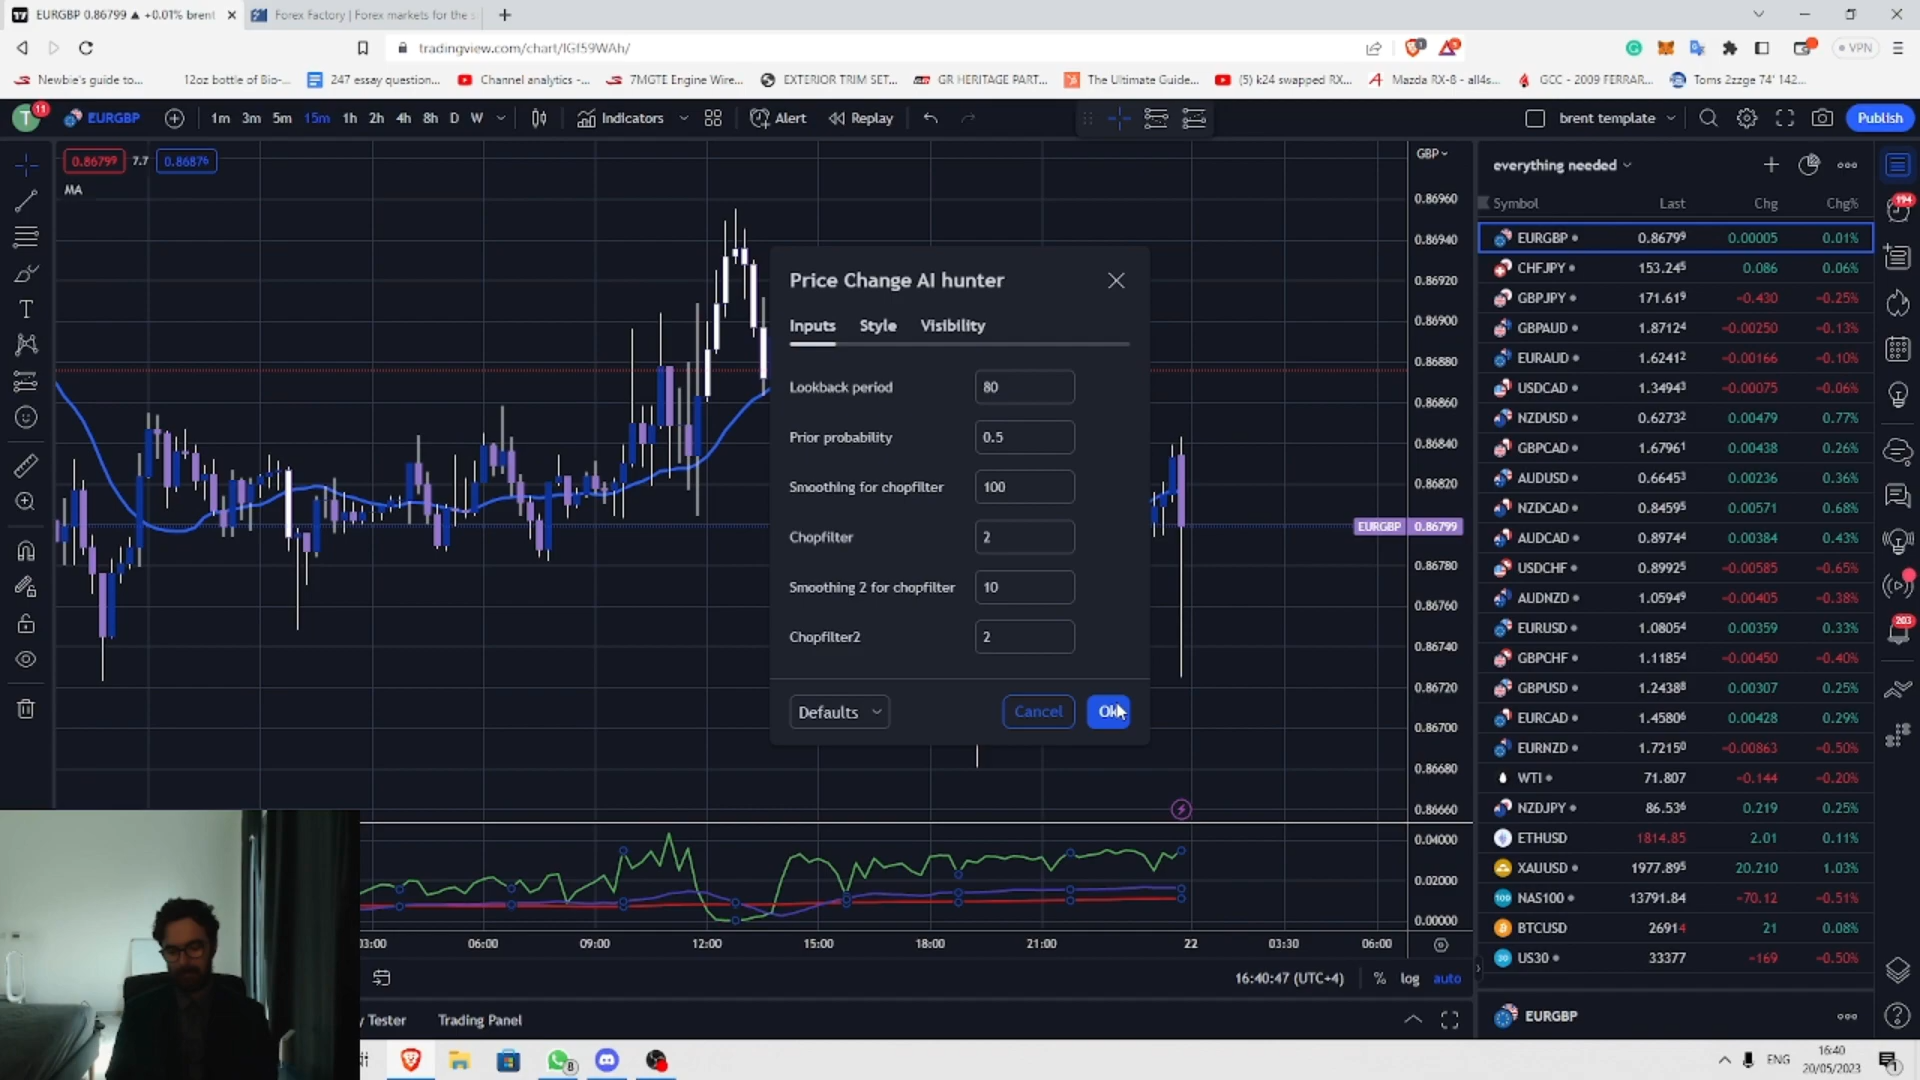 EURGBP 0.86799 ▲ +0.01% brent
Forex Factory | Forex markets for the s
tradingview.com/chart/IGf59WAh/
VPN
Newbie's guide to...
12oz bottle of Bio-...
247 essay question...
Channel analytics -...
7MGTE Engine Wire...
EXTERIOR TRIM SET...
GR HERITAGE PART...
The Ultimate Guide...
(5) k24 swapped RX...
Mazda RX-8 - all4s...
GCC - 2009 FERRAR...
Toms 2zzge 74' 142...
T
11
EURGBP
1m 3m 5m 15m 1h 2h 4h 8h D W
Indicators
Alert
Replay
brent template
Publish
0.86799 7.7 0.86876
MA
GBP
0.86960
0.86940
0.86920
0.86900
0.86880
0.86860
0.86840
0.86820
EURGBP 0.86799
0.86780
0.86760
0.86740
0.86720
0.86700
0.86680
0.86660
0.04000
0.02000
0.00000
Price Change AI hunter
Inputs Style Visibility
Lookback period 80
Prior probability 0.5
Smoothing for chopfilter 100
Chopfilter 2
Smoothing 2 for chopfilter 10
Chopfilter2 2
Defaults Cancel Ok
everything needed
Symbol Last Chg Chg%
EURGBP 0.86799 0.00005 0.01%
CHFJPY 153.245 0.086 0.06%
GBPJPY 171.619 −0.430 −0.25%
GBPAUD 1.87124 −0.00250 −0.13%
EURAUD 1.62412 −0.00166 −0.10%
USDCAD 1.34943 −0.00075 −0.06%
NZDUSD 0.62732 0.00479 0.77%
GBPCAD 1.67961 0.00438 0.26%
AUDUSD 0.66453 0.00236 0.36%
NZDCAD 0.84595 0.00571 0.68%
AUDCAD 0.89744 0.00384 0.43%
USDCHF 0.89925 −0.00585 −0.65%
AUDNZD 1.05949 −0.00405 −0.38%
EURUSD 1.08054 0.00359 0.33%
GBPCHF 1.11854 −0.00450 −0.40%
GBPUSD 1.24388 0.00307 0.25%
EURCAD 1.45806 0.00428 0.29%
EURNZD 1.72150 −0.00863 −0.50%
WTI 71.807 −0.144 −0.20%
NZDJPY 86.536 0.219 0.25%
ETHUSD 1814.85 2.01 0.11%
XAUUSD 1977.895 20.210 1.03%
NAS100 13791.84 −70.12 −0.51%
BTCUSD 26914 21 0.08%
US30 33377 −169 −0.50%
EURGBP
194
203
03:00 06:00 09:00 12:00 15:00 18:00 21:00 22 03:30 06:00
16:40:47 (UTC+4) % log auto
y Tester Trading Panel
ENG
16:40
20/05/2023